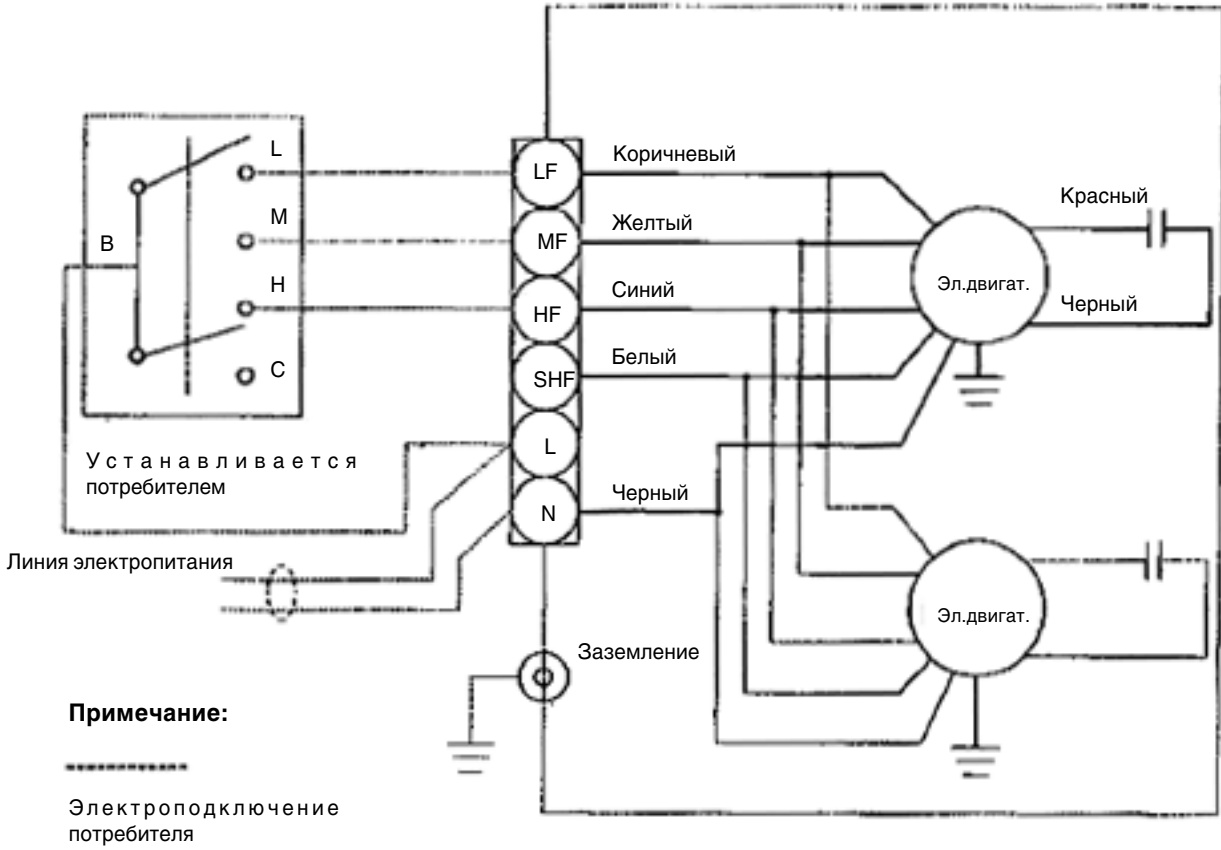 L
LF
Коричневый
Красный
M
B
MF
Желтый
Эл.двигат.
H
HF
Синий
Черный
C
SHF
Белый
L
Устанавливается
потребителем
N
Черный
Линия электропитания
Эл.двигат.
Заземление
Примечание:
Электроподключение
потребителя